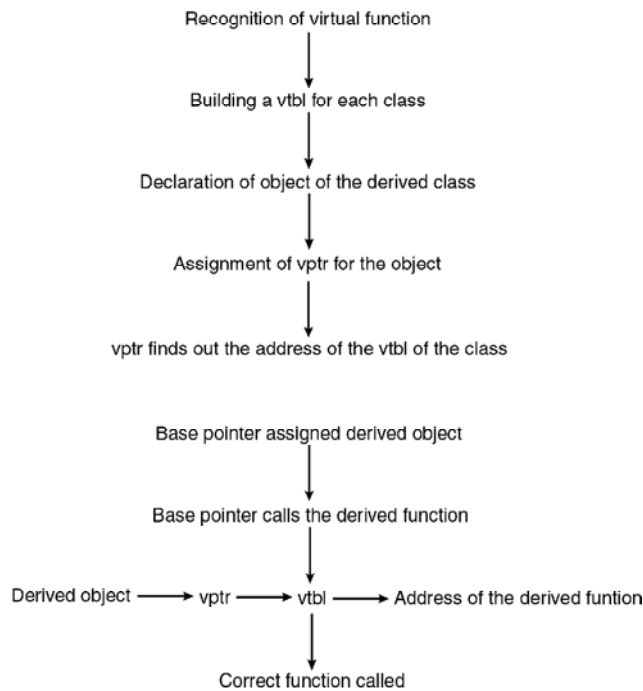 Recognition of virtual function
Building a vtbl for each class
Declaration of object of the derived class
Assignment of vptr for the object
vptr finds out the address of the vtbl of the class
Base pointer assigned derived object
Base pointer calls the derived function
Derived object vptr vtbl Address of the derived funtion
Correct function called